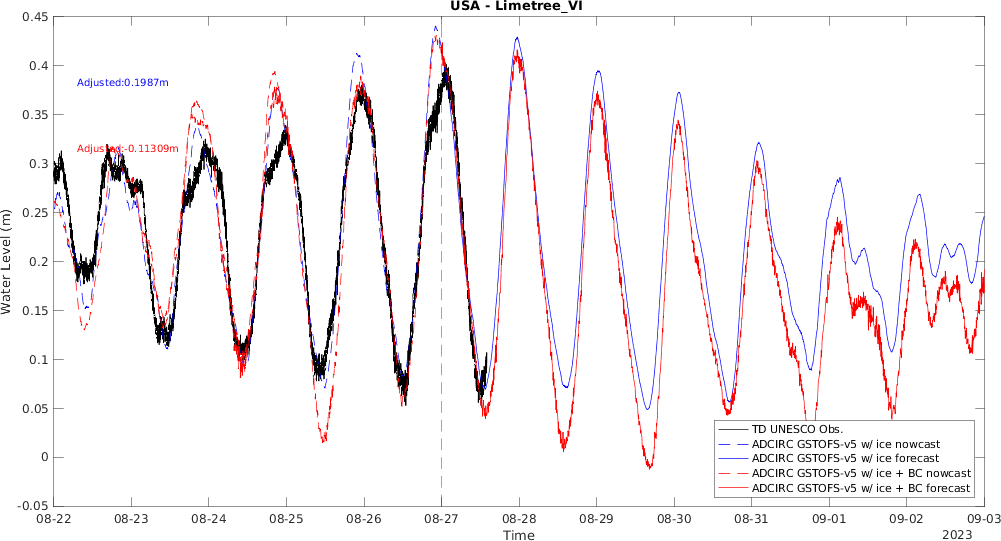 USA - Limetree_VI
0.45
0.4
0.35
0.3
0.25
0.2
0.15
0.1
0.05
0
-0.05
Water Level (m)
Adjusted:0.1987m
Adjusted:-0.11309m
TD UNESCO Obs.
ADCIRC GSTOFS-v5 w/ ice nowcast
ADCIRC GSTOFS-v5 w/ ice forecast
ADCIRC GSTOFS-v5 w/ ice + BC nowcast
ADCIRC GSTOFS-v5 w/ ice + BC forecast
08-22 08-23 08-24 08-25 08-26 08-27 08-28 08-29 08-30 08-31 09-01 09-02 09-03
Time
2023